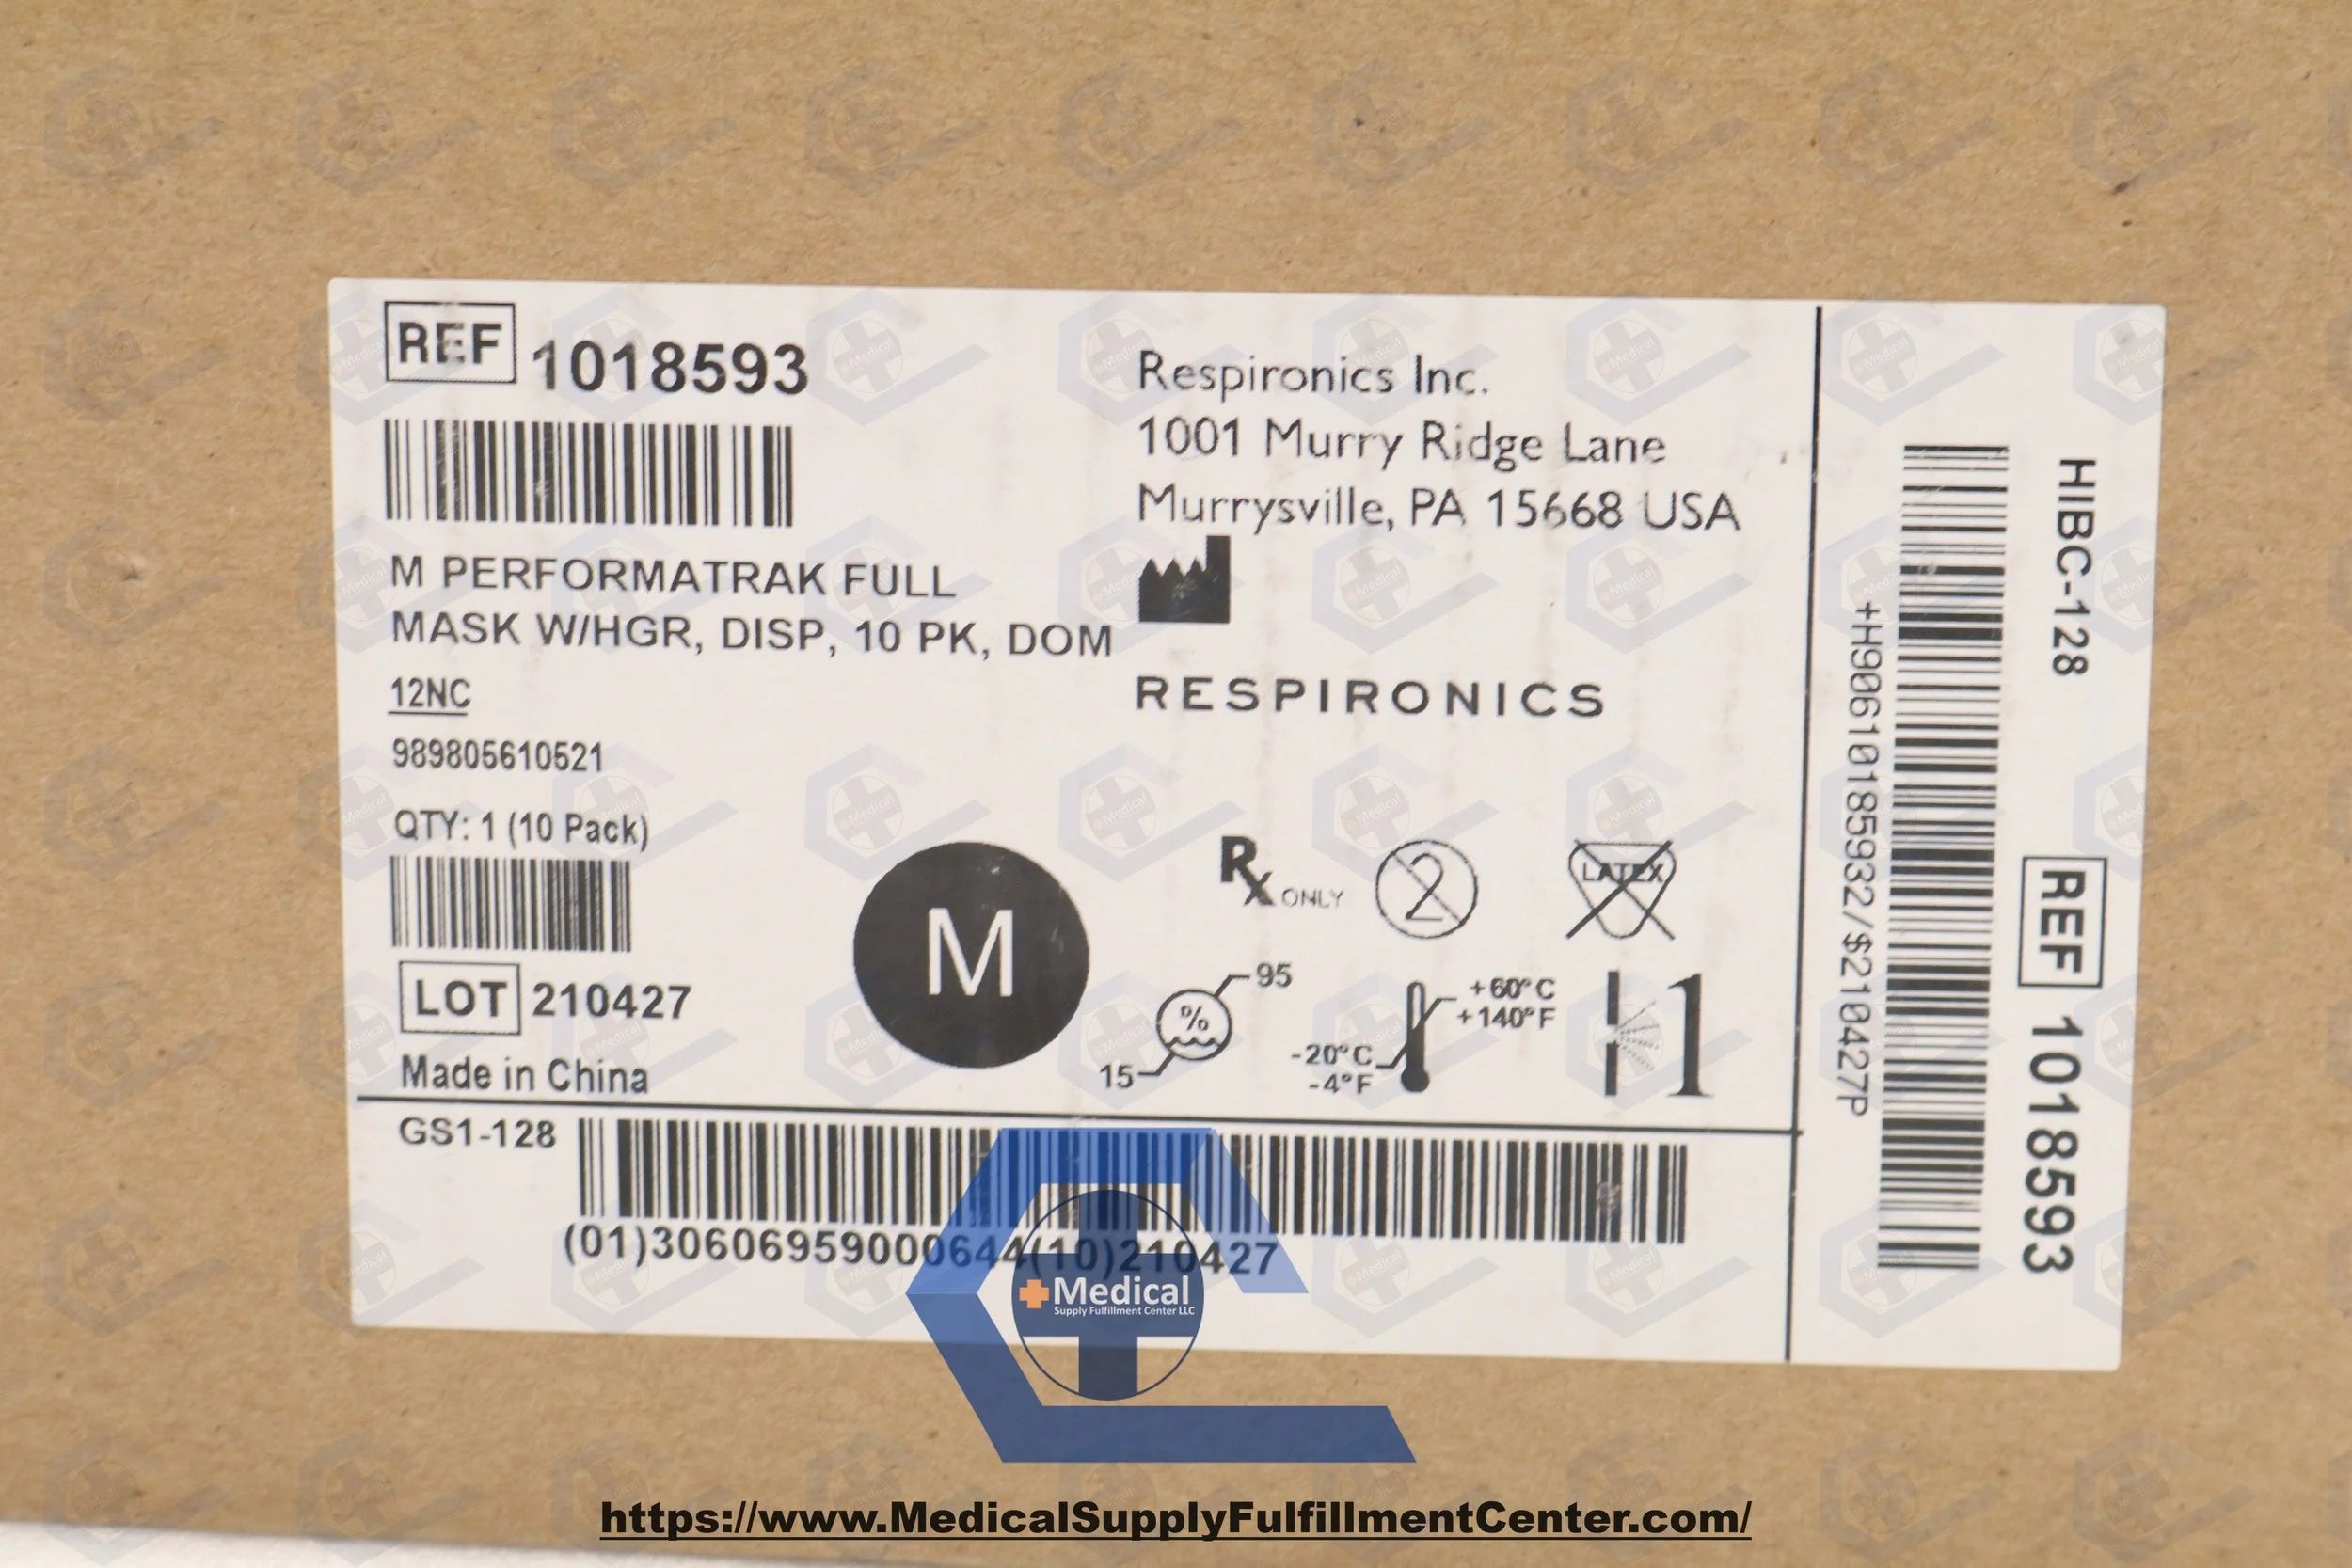 REF 1018593
M PERFORMATRAK FULL
MASK W/HGR, DISP, 10 PK, DOM
12NC
989805610521
QTY: 1 (10 Pack)
LOT 210427
Made in China
Respironics Inc.
1001 Murry Ridge Lane
Murrysville, PA 15668 USA
RESPIRONICS
M
Rx ONLY
2
LATEX
95
%
15
+60°C
+140°F
-20°C
-4°F
1
GS1-128
(01)30606959000644(10)210427
HIBC-128
+H90610185932/$210427P
REF 1018593
Medical
Supply Fulfillment Center LLC
https://www.MedicalSupplyFulfillmentCenter.com/